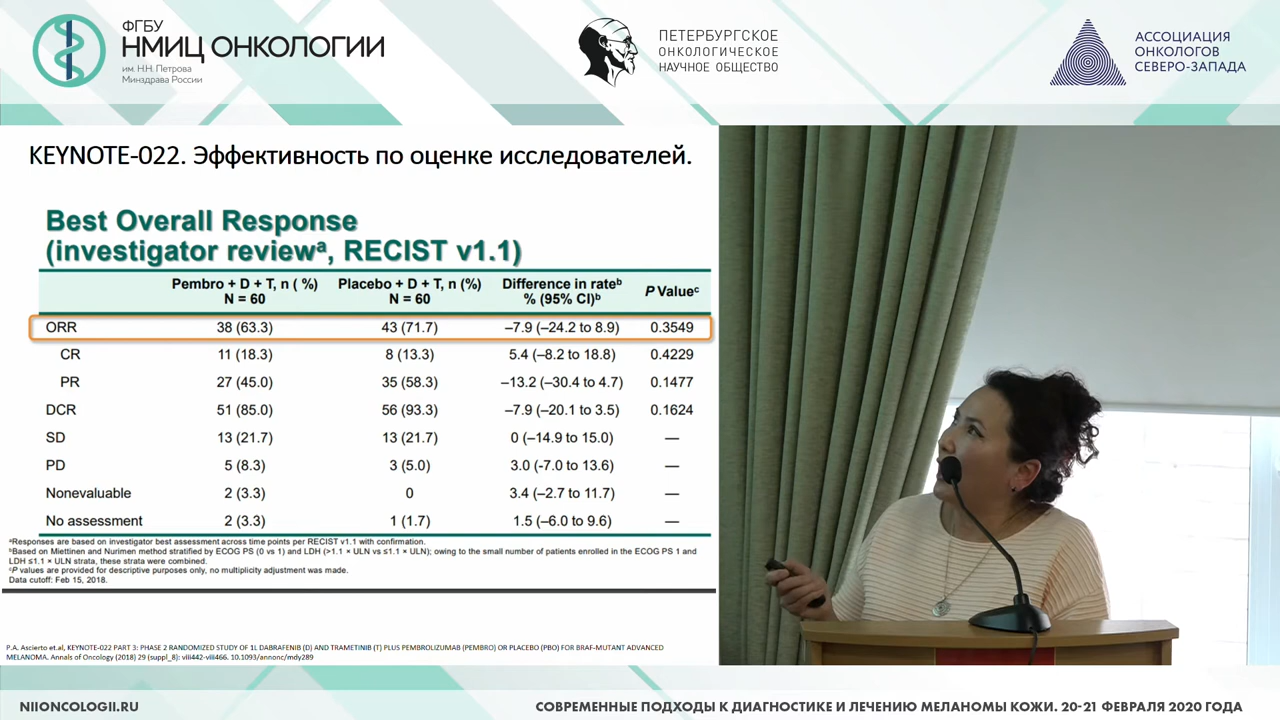 ФГБУ
НМИЦ ОНКОЛОГИИ
им. Н.Н. Петрова
Минздрава России
ПЕТЕРБУРГСКОЕ
ОНКОЛОГИЧЕСКОЕ
НАУЧНОЕ ОБЩЕСТВО
АССОЦИАЦИЯ
ОНКОЛОГОВ
СЕВЕРО-ЗАПАДА
KEYNOTE-022. Эффективность по оценке исследователей.
Best Overall Response
(investigator reviewᵃ, RECIST v1.1)
Pembro + D + T, n ( %) Placebo + D + T, n (%) Difference in rateᵇ P Valueᶜ
N = 60 N = 60 % (95% CI)ᵇ
ORR 38 (63.3) 43 (71.7) –7.9 (–24.2 to 8.9) 0.3549
CR 11 (18.3) 8 (13.3) 5.4 (–8.2 to 18.8) 0.4229
PR 27 (45.0) 35 (58.3) –13.2 (–30.4 to 4.7) 0.1477
DCR 51 (85.0) 56 (93.3) –7.9 (–20.1 to 3.5) 0.1624
SD 13 (21.7) 13 (21.7) 0 (–14.9 to 15.0) —
PD 5 (8.3) 3 (5.0) 3.0 (-7.0 to 13.6) —
Nonevaluable 2 (3.3) 0 3.4 (–2.7 to 11.7) —
No assessment 2 (3.3) 1 (1.7) 1.5 (–6.0 to 9.6) —
ᵃResponses are based on investigator best assessment across time points per RECIST v1.1 with confirmation.
ᵇBased on Miettinen and Nurimen method stratified by ECOG PS (0 vs 1) and LDH (>1.1 × ULN vs ≤1.1 × ULN); owing to the small number of patients enrolled in the ECOG PS 1 and
LDH ≤1.1 × ULN strata, these strata were combined.
ᶜP values are provided for descriptive purposes only, no multiplicity adjustment was made.
Data cutoff: Feb 15, 2018.
P.A. Ascierto et.al, KEYNOTE-022 PART 3: PHASE 2 RANDOMIZED STUDY OF 1L DABRAFENIB (D) AND TRAMETINIB (T) PLUS PEMBROLIZUMAB (PEMBRO) OR PLACEBO (PBO) FOR BRAF-MUTANT ADVANCED
MELANOMA. Annals of Oncology (2018) 29 (suppl_8): viii442-viii466. 10.1093/annonc/mdy289
NIIONCOLOGII.RU
СОВРЕМЕННЫЕ ПОДХОДЫ К ДИАГНОСТИКЕ И ЛЕЧЕНИЮ МЕЛАНОМЫ КОЖИ. 20-21 ФЕВРАЛЯ 2020 ГОДА